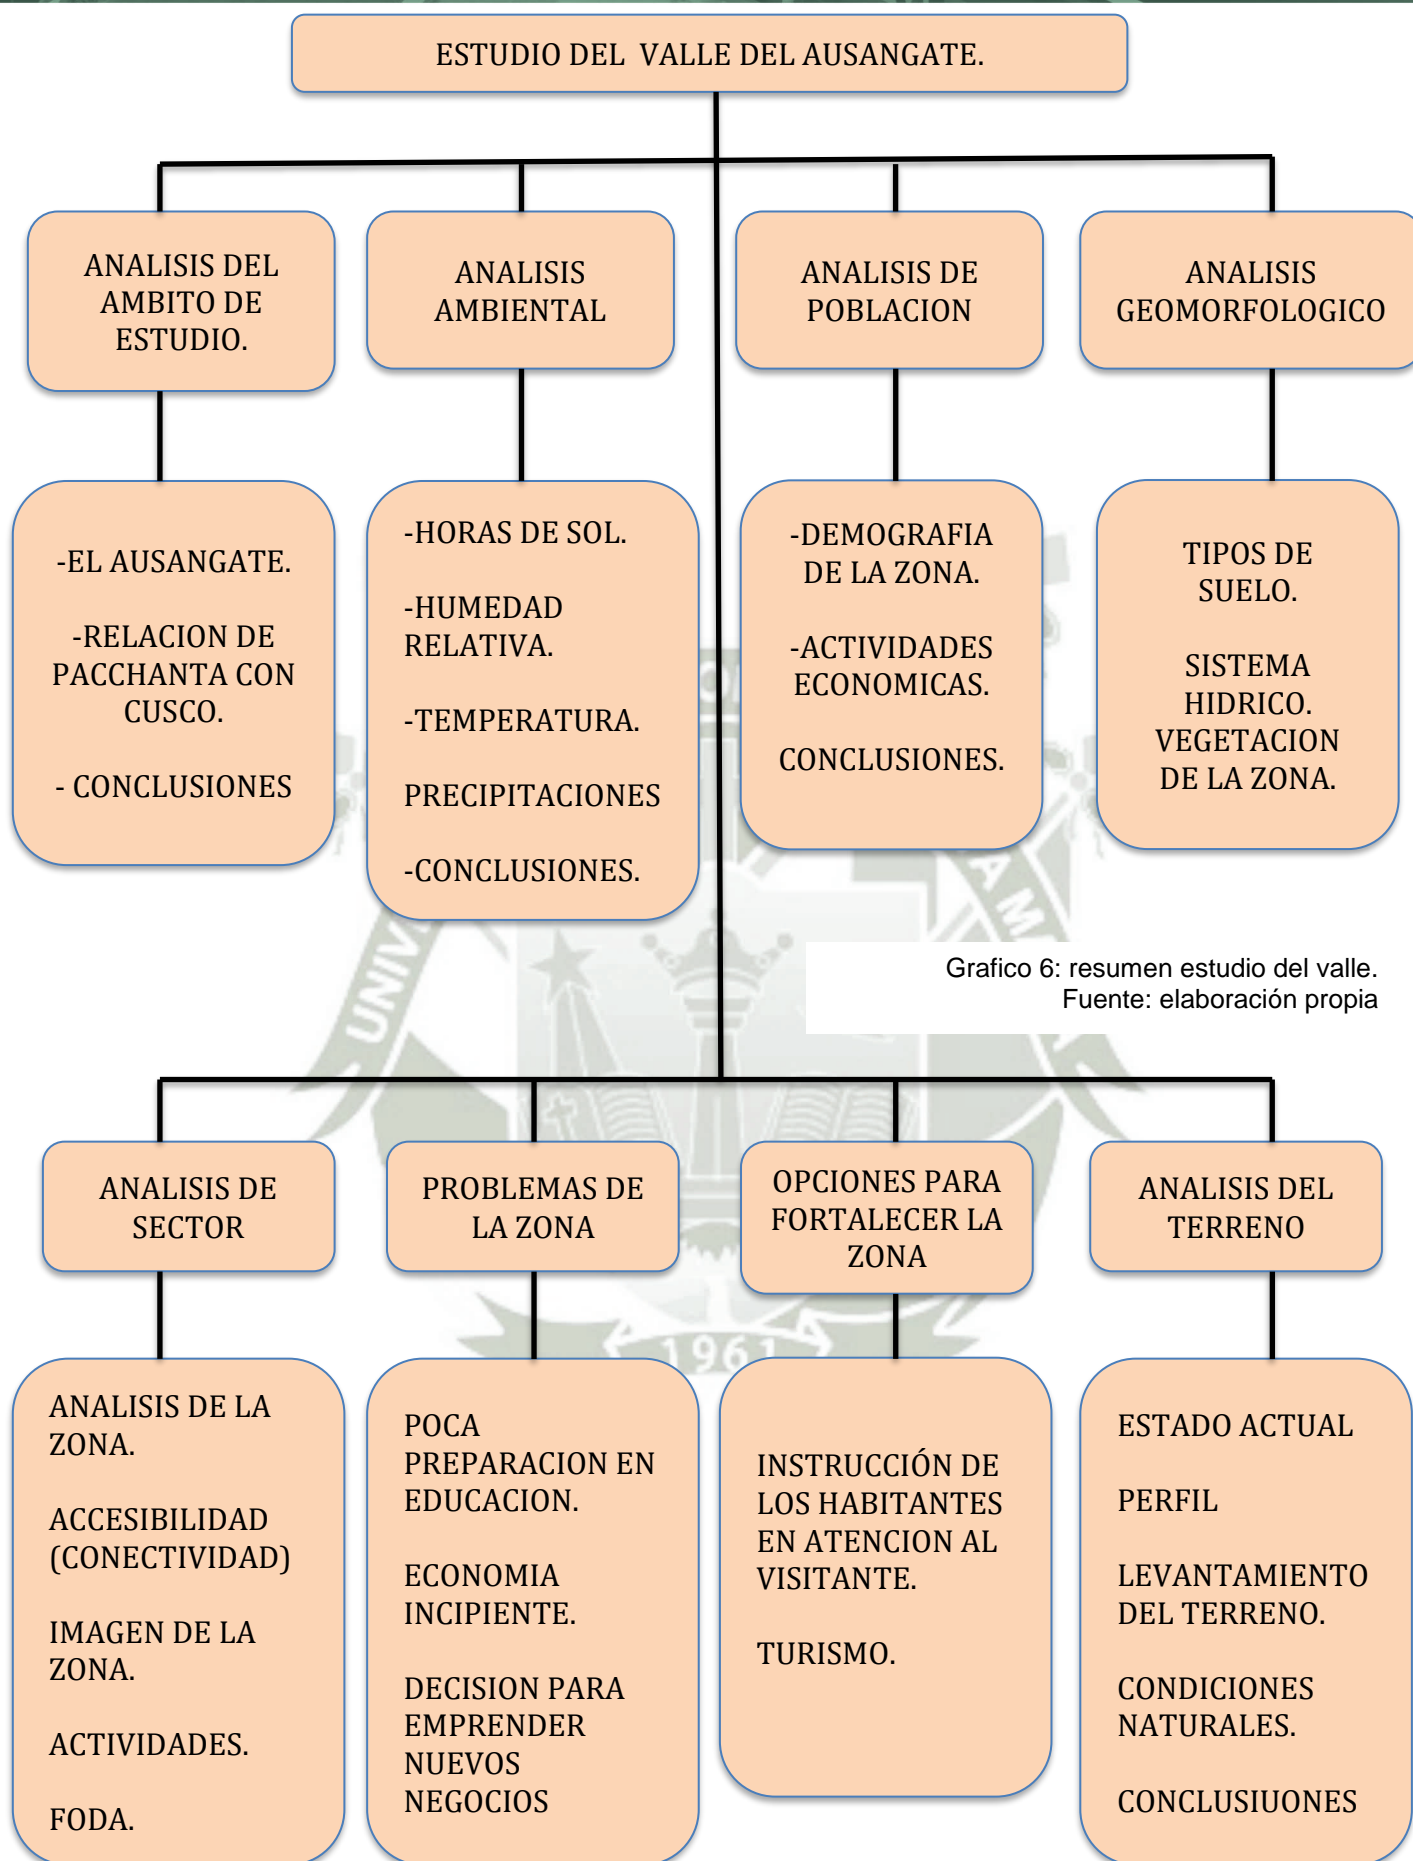 ESTUDIO DEL VALLE DEL AUSANGATE.
ANALISIS DEL
AMBITO DE
ESTUDIO.
ANALISIS
AMBIENTAL
ANALISIS DE
POBLACION
ANALISIS
GEOMORFOLOGICO
-EL AUSANGATE.
-RELACION DE
PACCHANTA CON
CUSCO.
- CONCLUSIONES
-HORAS DE SOL.
-HUMEDAD
RELATIVA.
-TEMPERATURA.
PRECIPITACIONES
-CONCLUSIONES.
-DEMOGRAFIA
DE LA ZONA.
-ACTIVIDADES
ECONOMICAS.
CONCLUSIONES.
TIPOS DE
SUELO.
SISTEMA
HIDRICO.
VEGETACION
DE LA ZONA.
Grafico 6: resumen estudio del valle.
Fuente: elaboración propia
ANALISIS DE
SECTOR
PROBLEMAS DE
LA ZONA
OPCIONES PARA
FORTALECER LA
ZONA
ANALISIS DEL
TERRENO
ANALISIS DE LA
ZONA.
ACCESIBILIDAD
(CONECTIVIDAD)
IMAGEN DE LA
ZONA.
ACTIVIDADES.
FODA.
POCA
PREPARACION EN
EDUCACION.
ECONOMIA
INCIPIENTE.
DECISION PARA
EMPRENDER
NUEVOS
NEGOCIOS
INSTRUCCIÓN DE
LOS HABITANTES
EN ATENCION AL
VISITANTE.
TURISMO.
ESTADO ACTUAL
PERFIL
LEVANTAMIENTO
DEL TERRENO.
CONDICIONES
NATURALES.
CONCLUSIUONES
1961